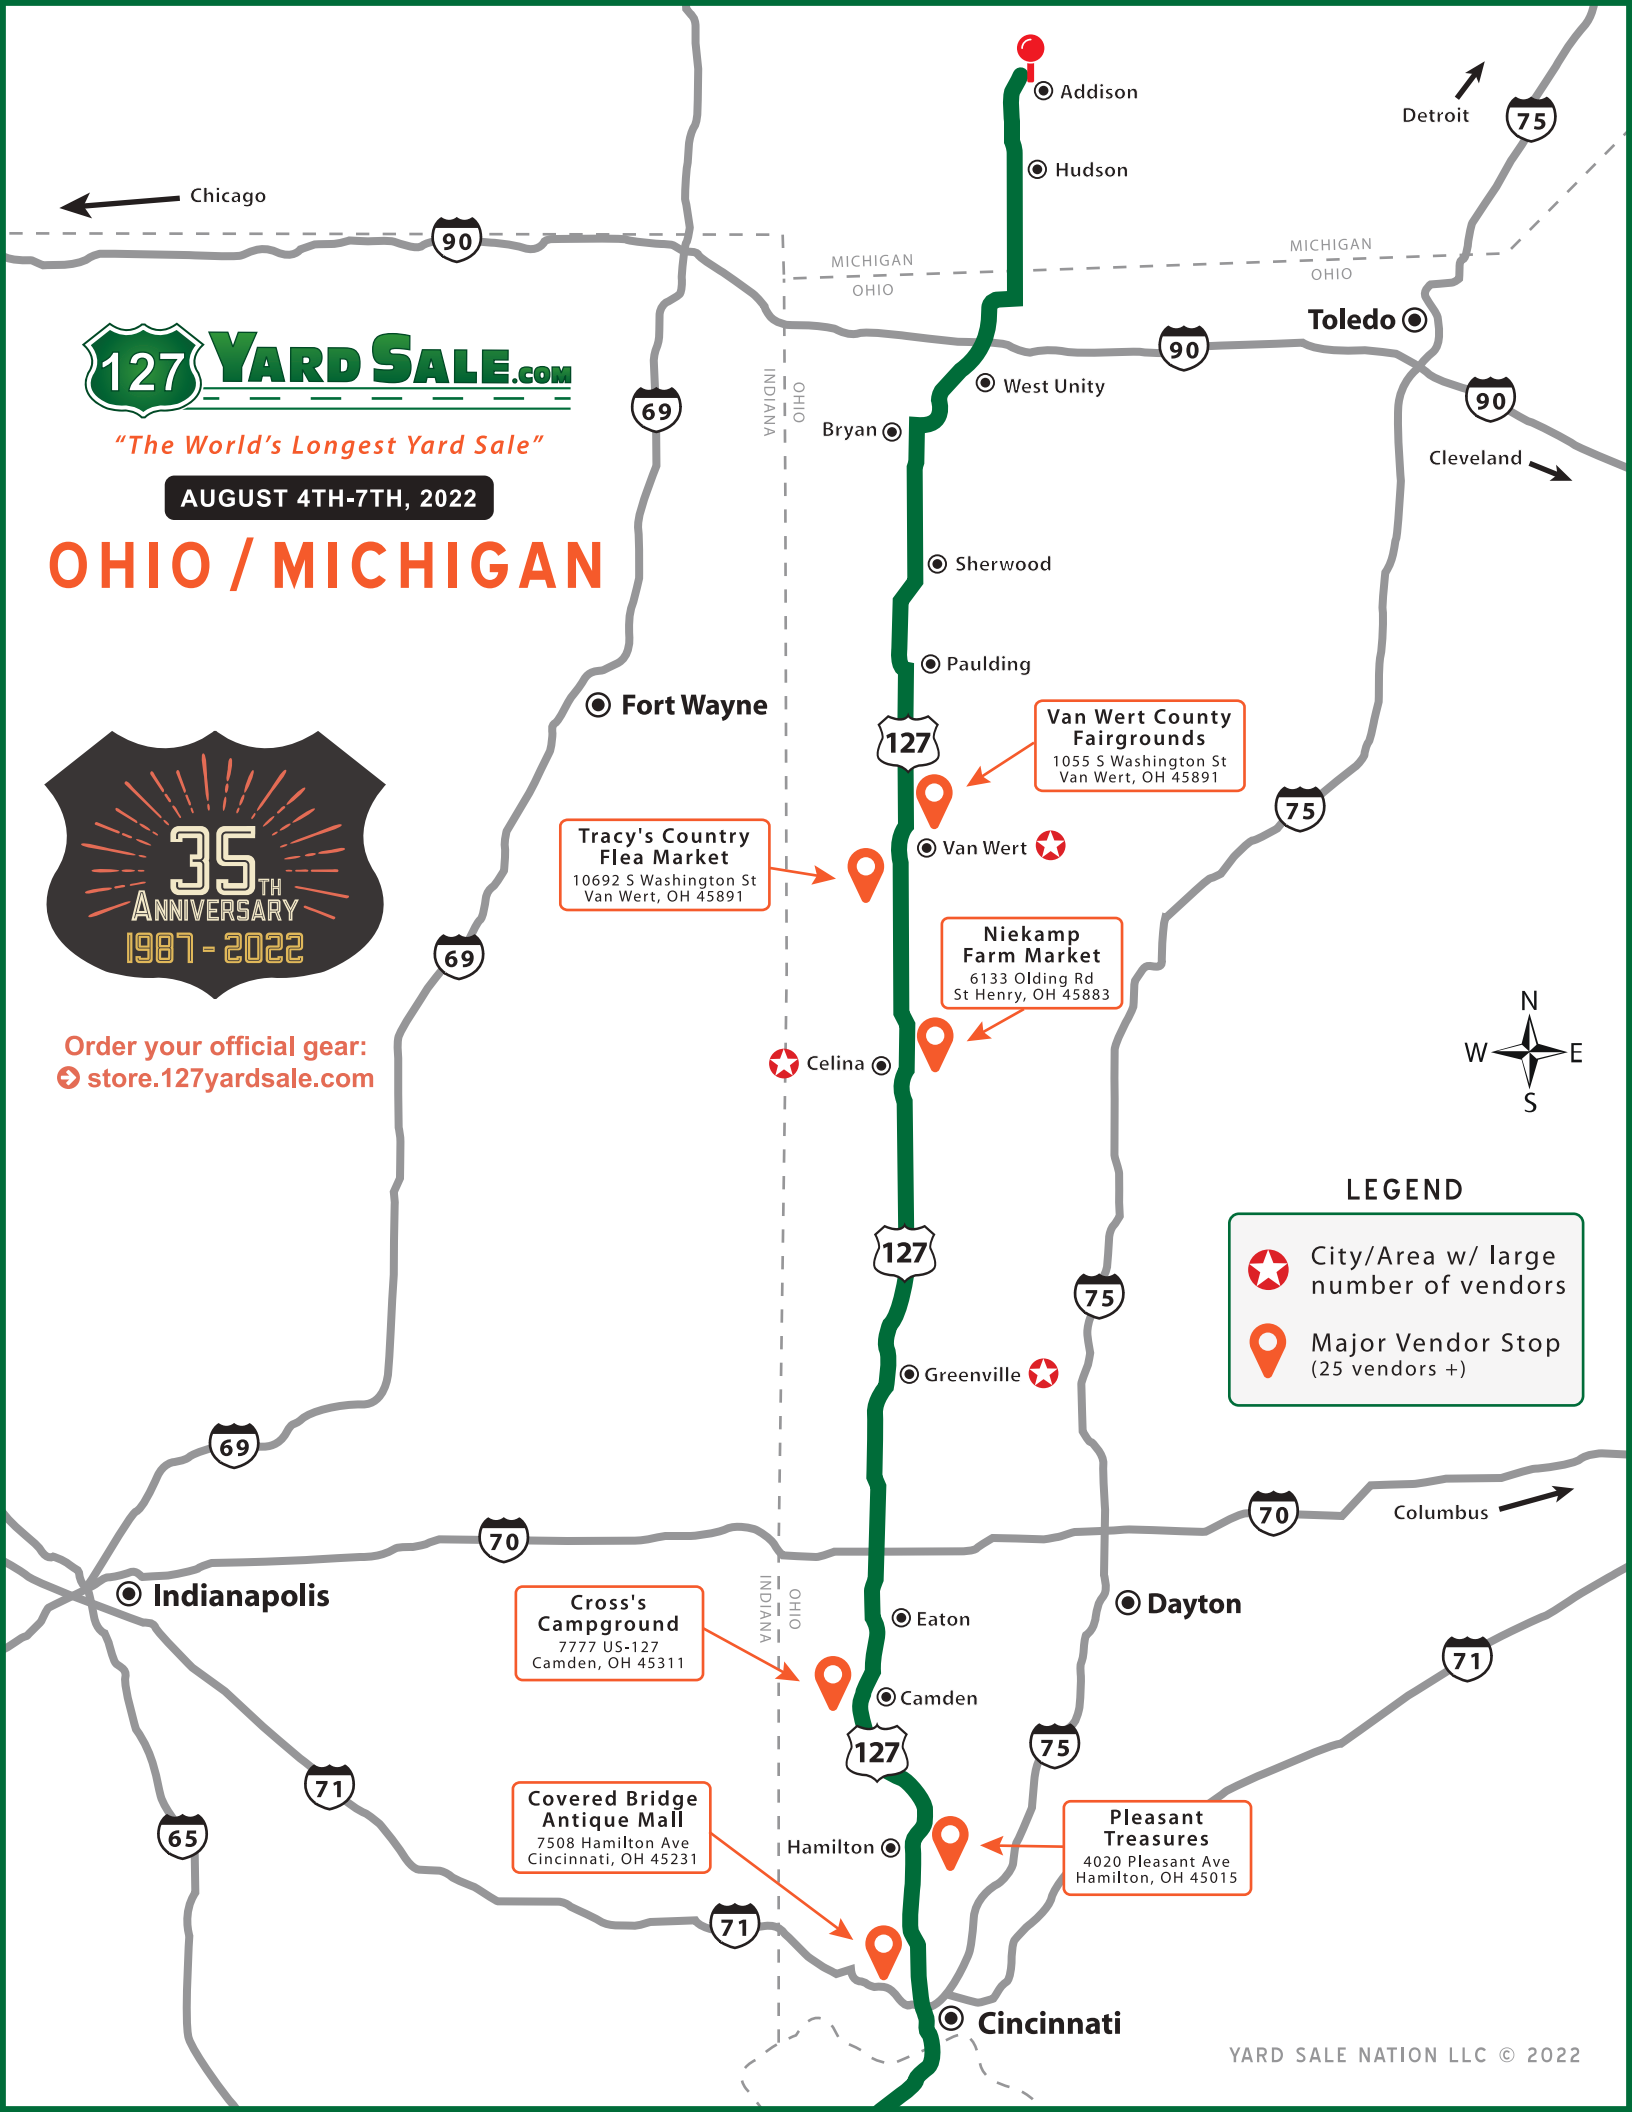 Addison
Detroit
75
Hudson
Chicago
90
MICHIGAN
OHIO
MICHIGAN
OHIO
Toledo
90
127 YARD SALE.COM
"The World's Longest Yard Sale"
AUGUST 4TH-7TH, 2022
OHIO / MICHIGAN
69
INDIANA
OHIO
West Unity
90
Bryan
Cleveland
Sherwood
Paulding
Fort Wayne
127
Van Wert County
Fairgrounds
1055 S Washington St
Van Wert, OH 45891
75
35TH
ANNIVERSARY
1987 - 2022
Tracy's Country
Flea Market
10692 S Washington St
Van Wert, OH 45891
Van Wert
69
Niekamp
Farm Market
6133 Olding Rd
St Henry, OH 45883
Order your official gear:
store.127yardsale.com
Celina
N
W E
S
LEGEND
City/Area w/ large
number of vendors
Major Vendor Stop
(25 vendors +)
127
75
Greenville
69
70
70
Columbus
Indianapolis
INDIANA
OHIO
Cross's
Campground
7777 US-127
Camden, OH 45311
Eaton
Dayton
71
Camden
127
75
71
65
Covered Bridge
Antique Mall
7508 Hamilton Ave
Cincinnati, OH 45231
Hamilton
Pleasant
Treasures
4020 Pleasant Ave
Hamilton, OH 45015
71
Cincinnati
YARD SALE NATION LLC © 2022